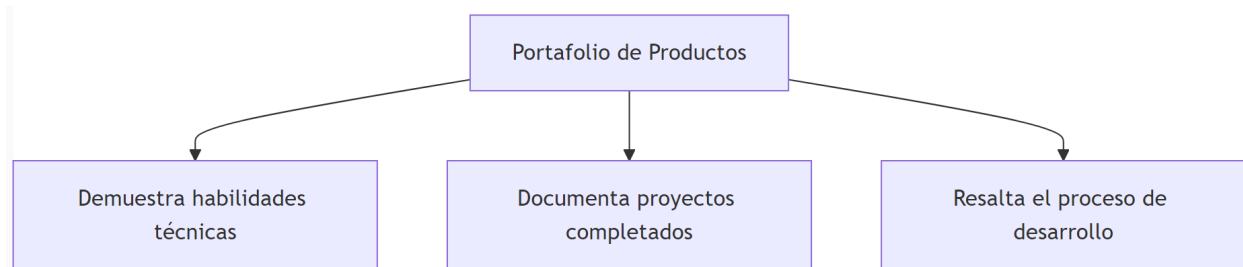 Portafolio de Productos
Demuestra habilidades
técnicas
Documenta proyectos
completados
Resalta el proceso de
desarrollo